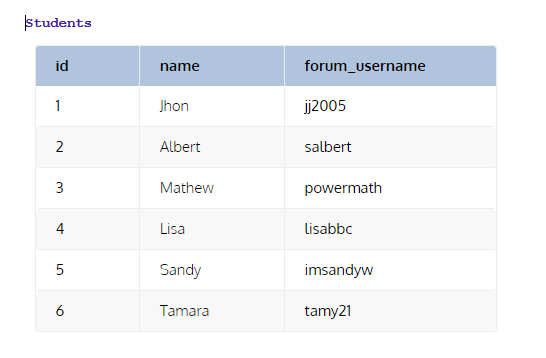 Students
id name forum_username
1 Jhon jj2005
2 Albert salbert
3 Mathew powermath
4 Lisa lisabbc
5 Sandy imsandyw
6 Tamara tamy21